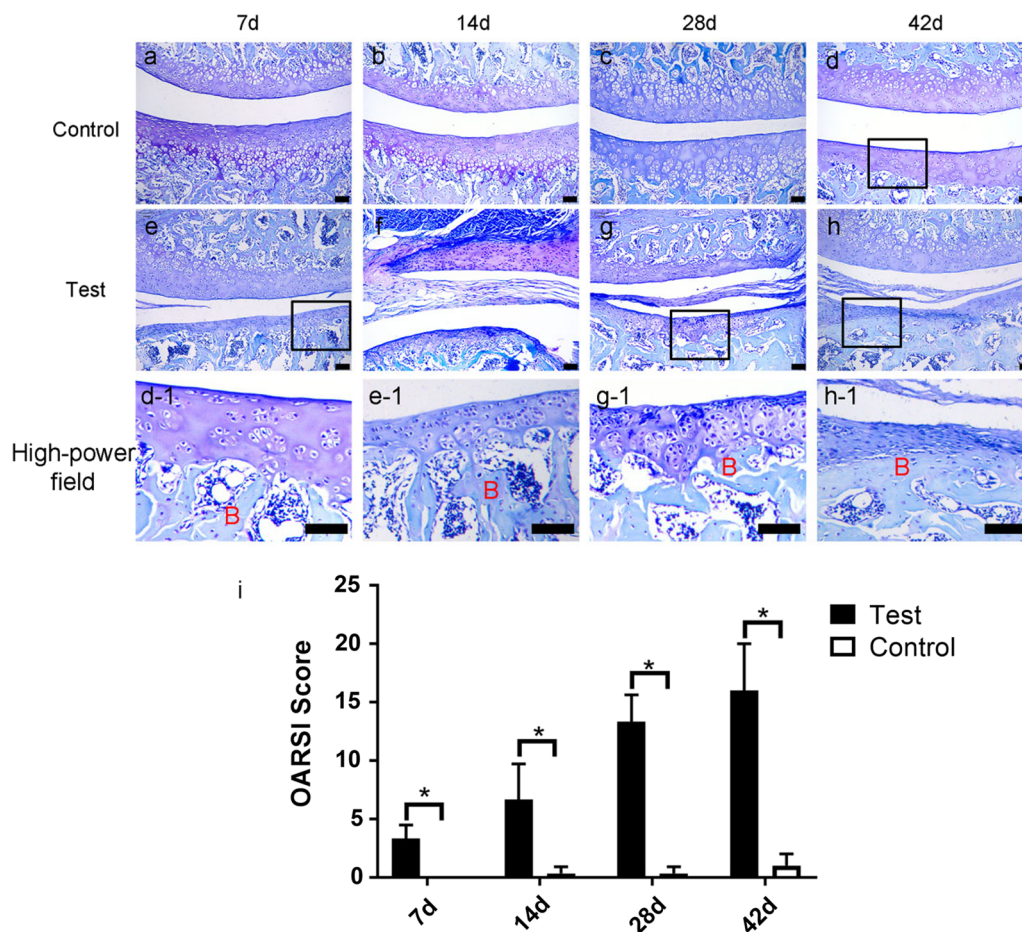 7d 14d 28d 42d
a b c d
Control
e f g h
Test
d-1 e-1 g-1 h-1
High-power field
B B B B
i
OARSI Score
25
20
15
10
5
0
* * * *
Test
Control
7d 14d 28d 42d